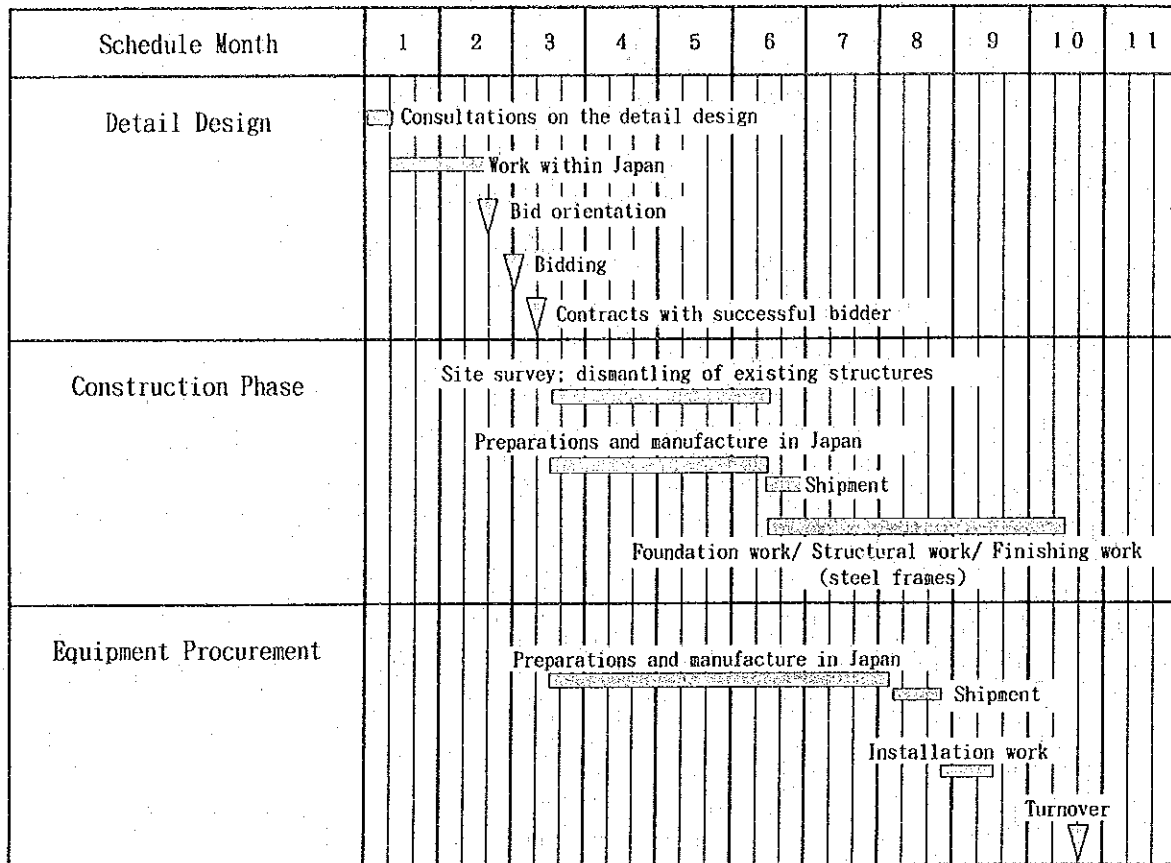 Schedule Month 1 2 3 4 5 6 7 8 9 10 11
Detail Design
Consultations on the detail design
Work within Japan
Bid orientation
Bidding
Contracts with successful bidder
Construction Phase
Site survey; dismantling of existing structures
Preparations and manufacture in Japan
Shipment
Foundation work/ Structural work/ Finishing work
(steel frames)
Equipment Procurement
Preparations and manufacture in Japan
Shipment
Installation work
Turnover